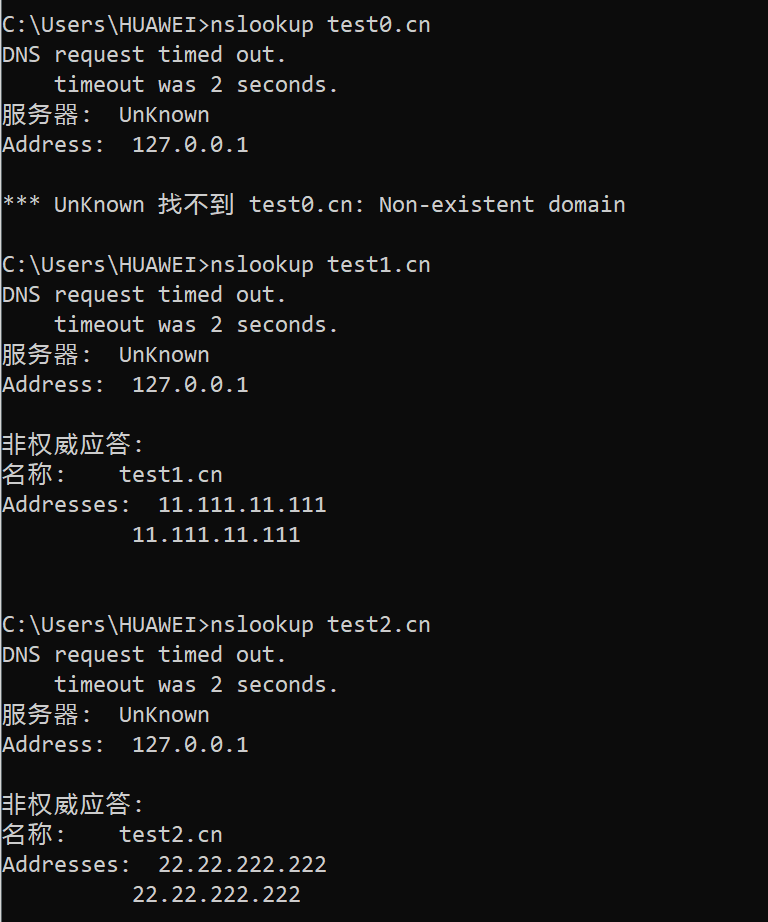 C:\Users\HUAWEI>nslookup test0.cn
DNS request timed out.
    timeout was 2 seconds.
服务器:  UnKnown
Address:  127.0.0.1
*** UnKnown 找不到 test0.cn: Non-existent domain
C:\Users\HUAWEI>nslookup test1.cn
DNS request timed out.
    timeout was 2 seconds.
服务器:  UnKnown
Address:  127.0.0.1
非权威应答:
名称:    test1.cn
Addresses:  11.111.11.111
          11.111.11.111
C:\Users\HUAWEI>nslookup test2.cn
DNS request timed out.
    timeout was 2 seconds.
服务器:  UnKnown
Address:  127.0.0.1
非权威应答:
名称:    test2.cn
Addresses:  22.22.222.222
          22.22.222.222